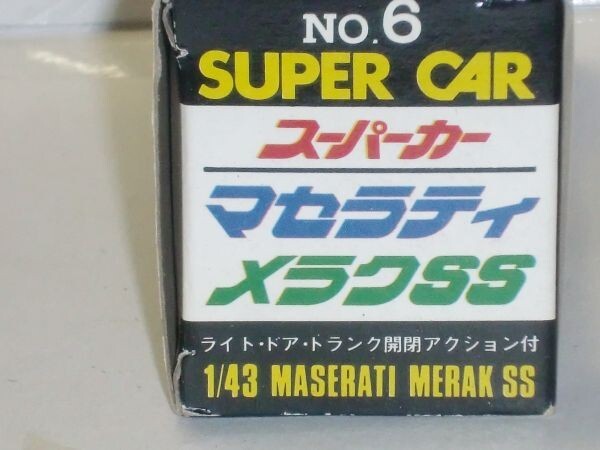 NO.6
SUPER CAR
スーパーカー
マセラティ
メラクSS
ライト・ドア・トランク開閉アクション付
1/43 MASERATI MERAK SS